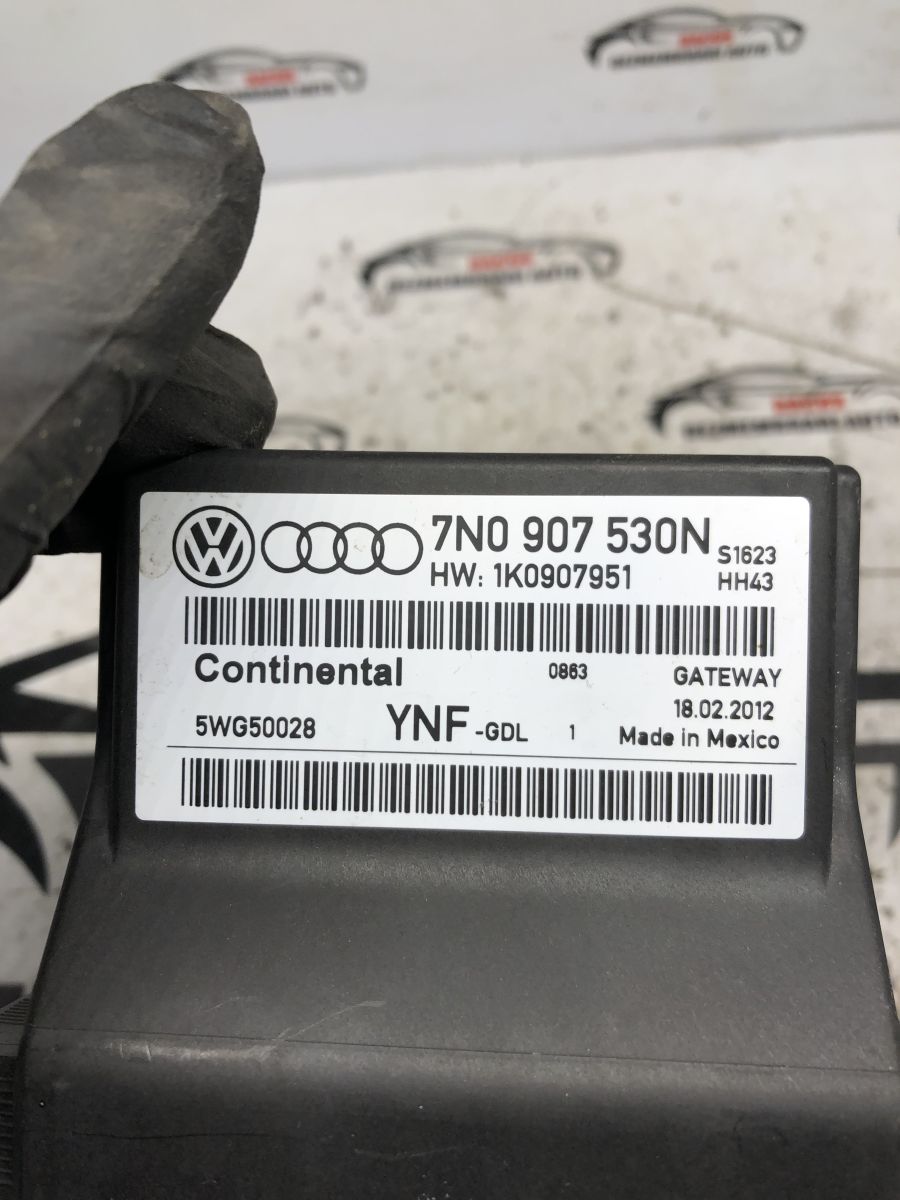 7N0 907 530N S1623
HW: 1K0907951 HH43
Continental 0863 GATEWAY
18.02.2012
5WG50028 YNF -GDL 1 Made in Mexico